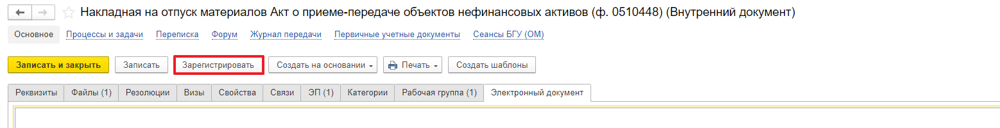 Накладная на отпуск материалов Акт о приеме-передаче объектов нефинансовых активов (ф. 0510448) (Внутренний документ)
Основное Процессы и задачи Переписка Форум Журнал передачи Первичные учетные документы Сеансы БГУ (ОМ)
Записать и закрыть Записать Зарегистрировать Создать на основании Печать Создать шаблоны
Реквизиты Файлы (1) Резолюции Визы Свойства Связи ЭП (1) Категории Рабочая группа (1) Электронный документ